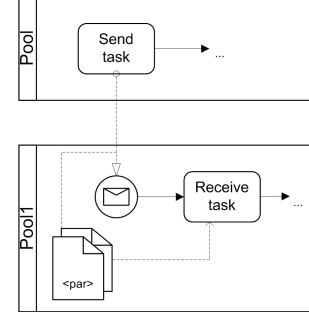 Pool
Send
task
...
Pool1
Receive
task
...
<par>